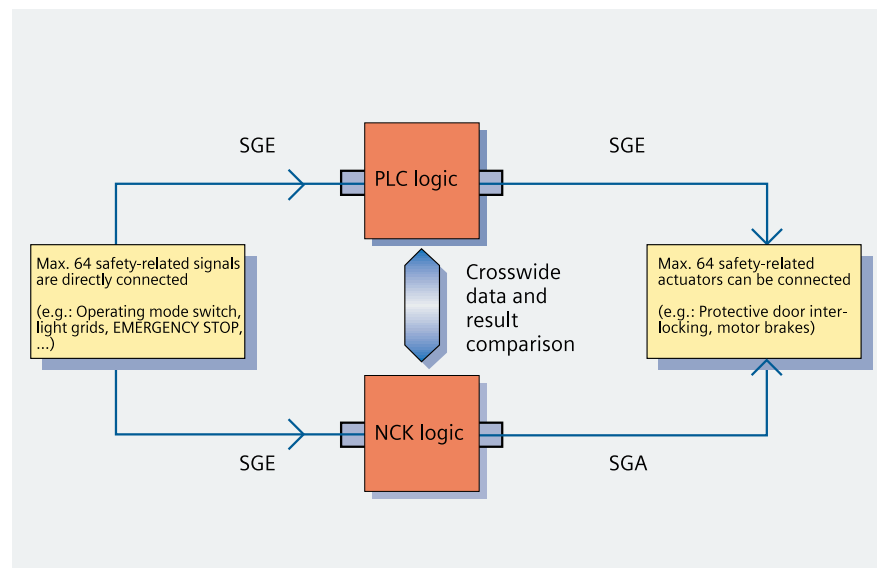 SGE
SGE
PLC logic
Max. 64 safety-related signals
are directly connected
(e.g.: Operating mode switch,
light grids, EMERGENCY STOP,
...)
Crosswide
data and
result
comparison
Max. 64 safety-related
actuators can be connected
(e.g.: Protective door inter-
locking, motor brakes)
NCK logic
SGE
SGA